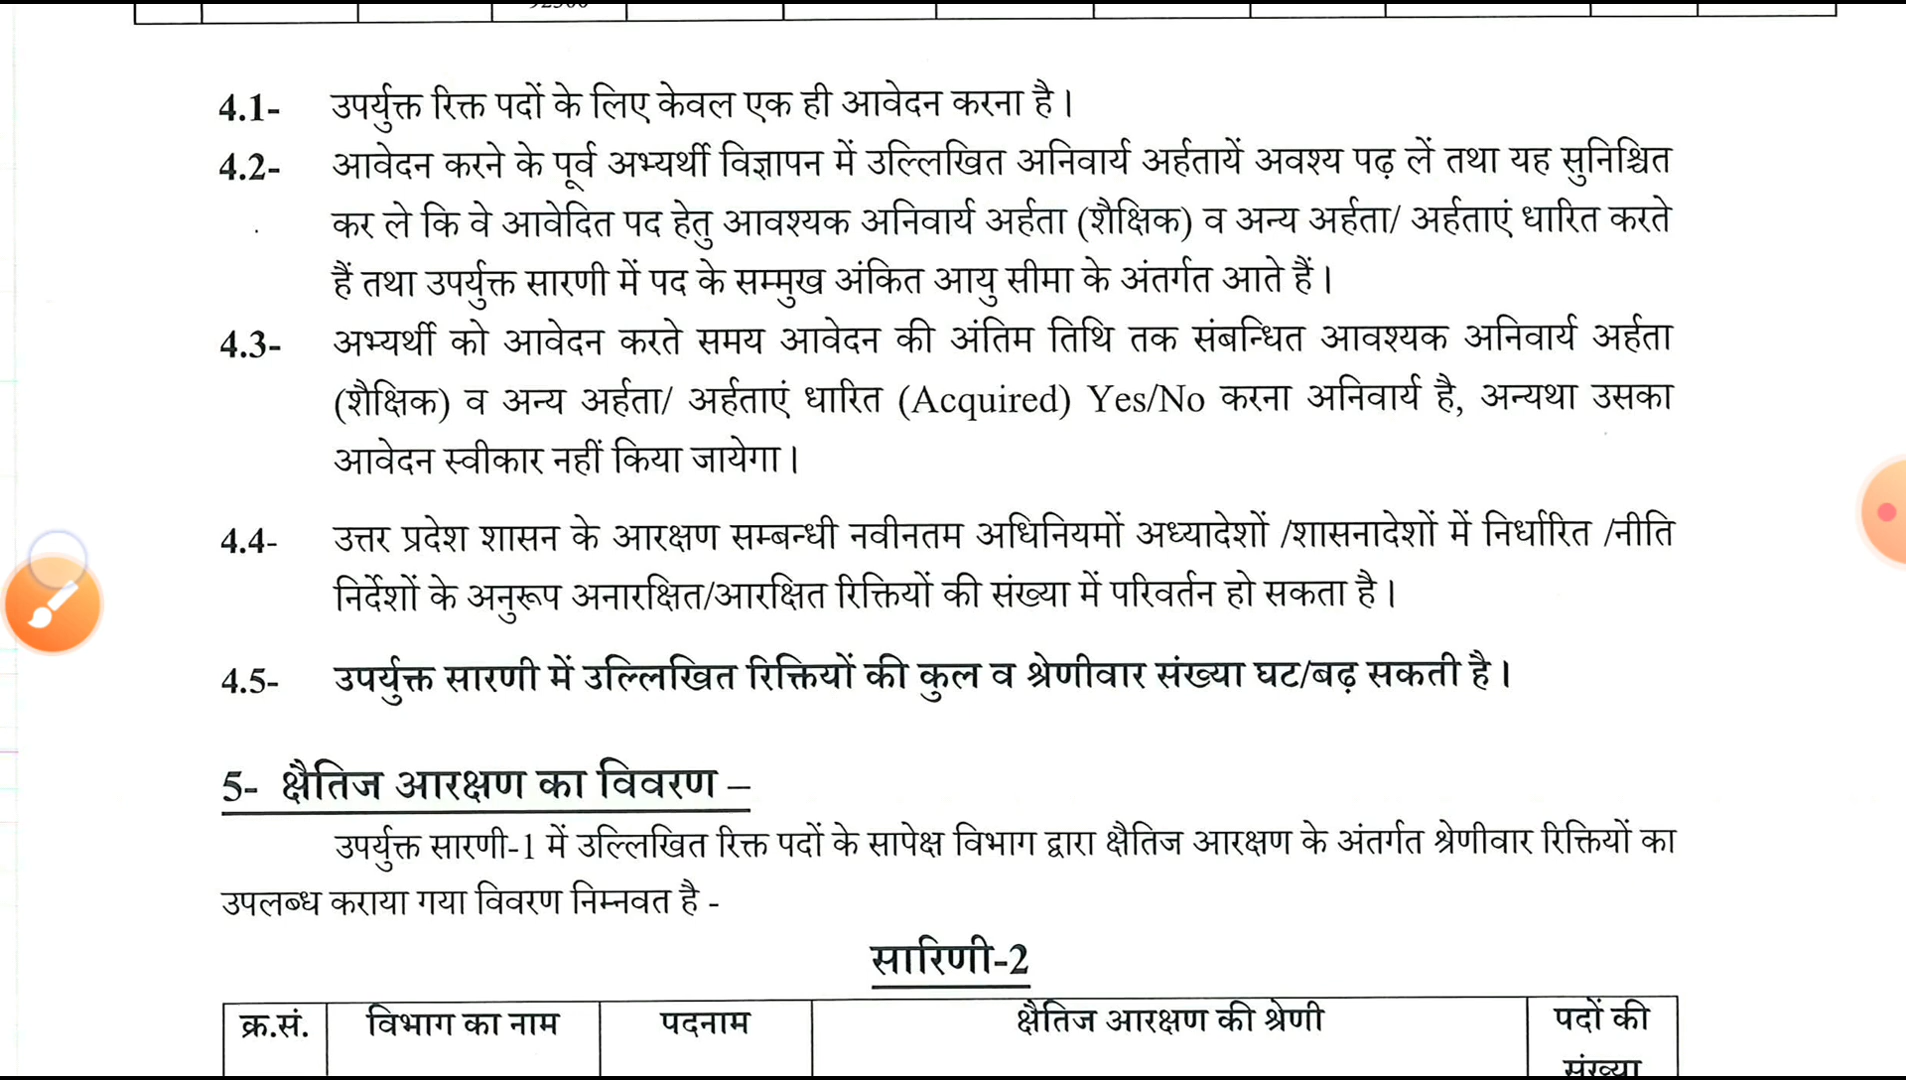 4.1- उपर्युक्त रिक्त पदों के लिए केवल एक ही आवेदन करना है।
4.2- आवेदन करने के पूर्व अभ्यर्थी विज्ञापन में उल्लिखित अनिवार्य अर्हतायें अवश्य पढ़ लें तथा यह सुनिश्चित
कर ले कि वे आवेदित पद हेतु आवश्यक अनिवार्य अर्हता (शैक्षिक) व अन्य अर्हता/ अर्हताएं धारित करते
हैं तथा उपर्युक्त सारणी में पद के सम्मुख अंकित आयु सीमा के अंतर्गत आते हैं।
4.3- अभ्यर्थी को आवेदन करते समय आवेदन की अंतिम तिथि तक संबन्धित आवश्यक अनिवार्य अर्हता
(शैक्षिक) व अन्य अर्हता/ अर्हताएं धारित (Acquired) Yes/No करना अनिवार्य है, अन्यथा उसका
आवेदन स्वीकार नहीं किया जायेगा।
4.4- उत्तर प्रदेश शासन के आरक्षण सम्बन्धी नवीनतम अधिनियमों अध्यादेशों /शासनादेशों में निर्धारित /नीति
निर्देशों के अनुरूप अनारक्षित/आरक्षित रिक्तियों की संख्या में परिवर्तन हो सकता है।
4.5- उपर्युक्त सारणी में उल्लिखित रिक्तियों की कुल व श्रेणीवार संख्या घट/बढ़ सकती है।
5- क्षैतिज आरक्षण का विवरण –
उपर्युक्त सारणी-1 में उल्लिखित रिक्त पदों के सापेक्ष विभाग द्वारा क्षैतिज आरक्षण के अंतर्गत श्रेणीवार रिक्तियों का
उपलब्ध कराया गया विवरण निम्नवत है -
सारिणी-2
क्र.सं. विभाग का नाम पदनाम क्षैतिज आरक्षण की श्रेणी पदों की
संख्या